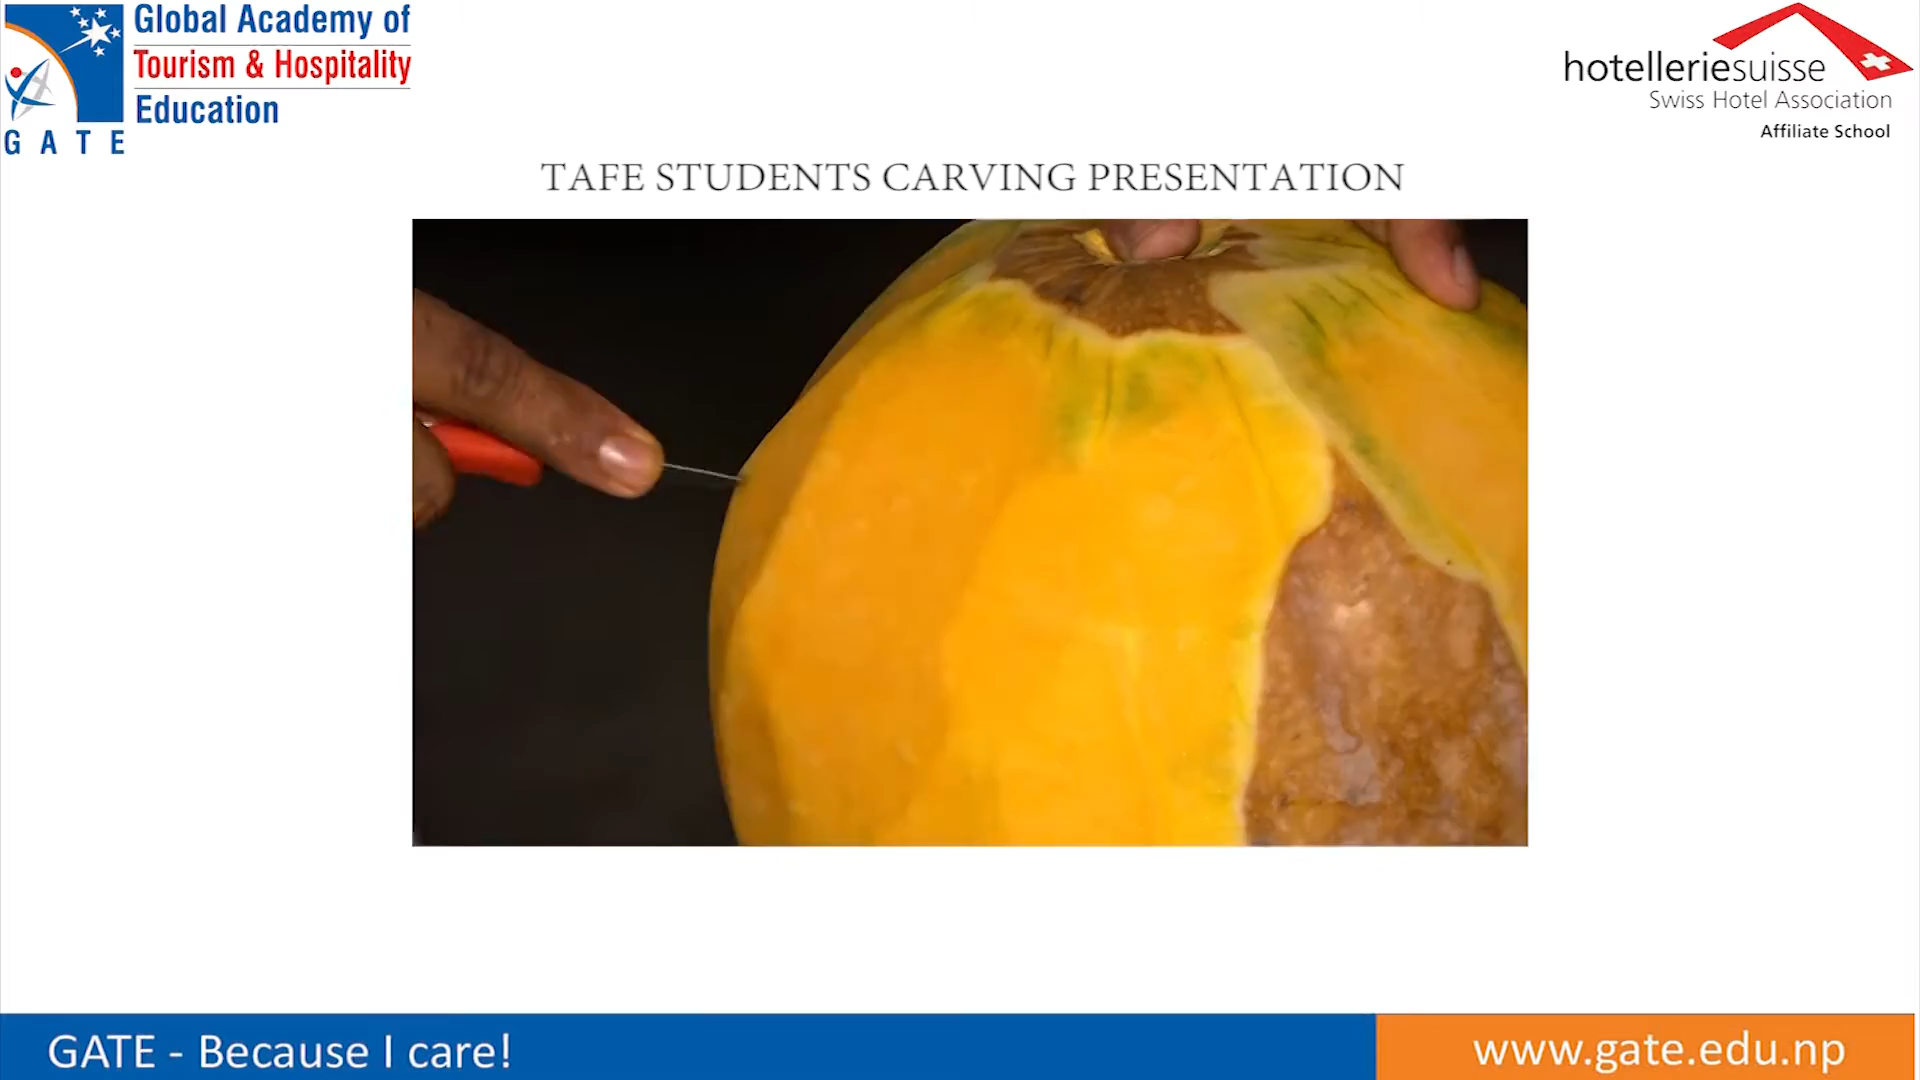 Global Academy of
Tourism & Hospitality
Education
GATE
hotelleriesuisse
Swiss Hotel Association
Affiliate School
TAFE STUDENTS CARVING PRESENTATION
GATE - Because I care!
www.gate.edu.np